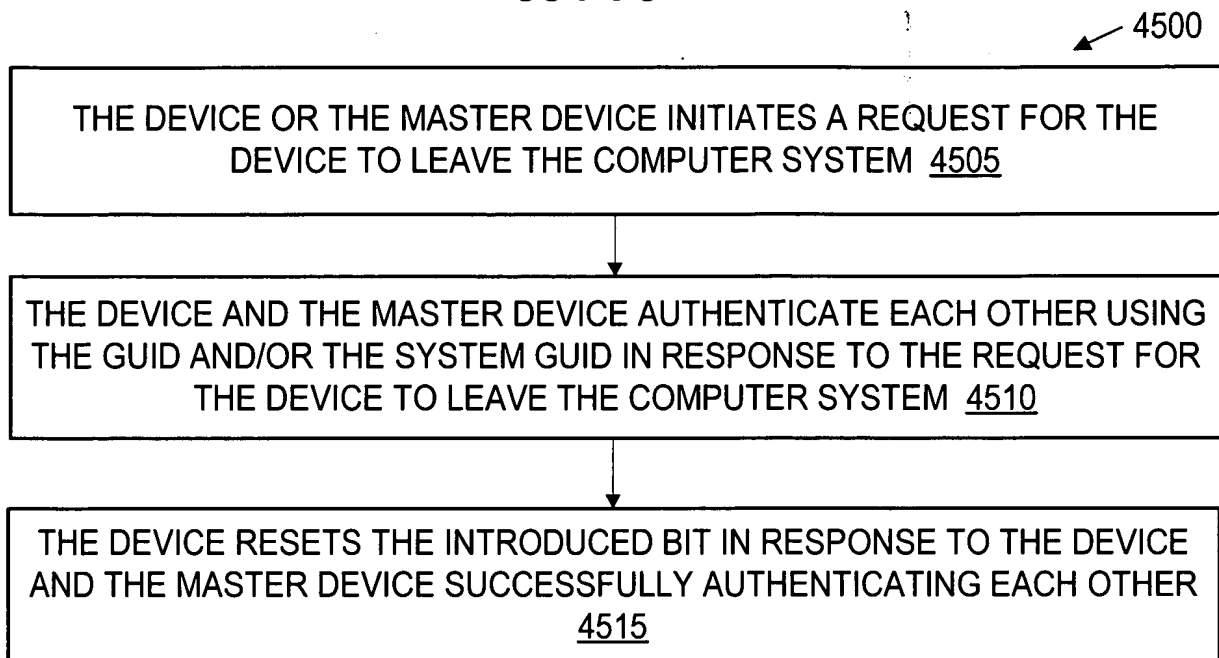 4500
THE DEVICE OR THE MASTER DEVICE INITIATES A REQUEST FOR THE
DEVICE TO LEAVE THE COMPUTER SYSTEM 4505
THE DEVICE AND THE MASTER DEVICE AUTHENTICATE EACH OTHER USING
THE GUID AND/OR THE SYSTEM GUID IN RESPONSE TO THE REQUEST FOR
THE DEVICE TO LEAVE THE COMPUTER SYSTEM 4510
THE DEVICE RESETS THE INTRODUCED BIT IN RESPONSE TO THE DEVICE
AND THE MASTER DEVICE SUCCESSFULLY AUTHENTICATING EACH OTHER
4515